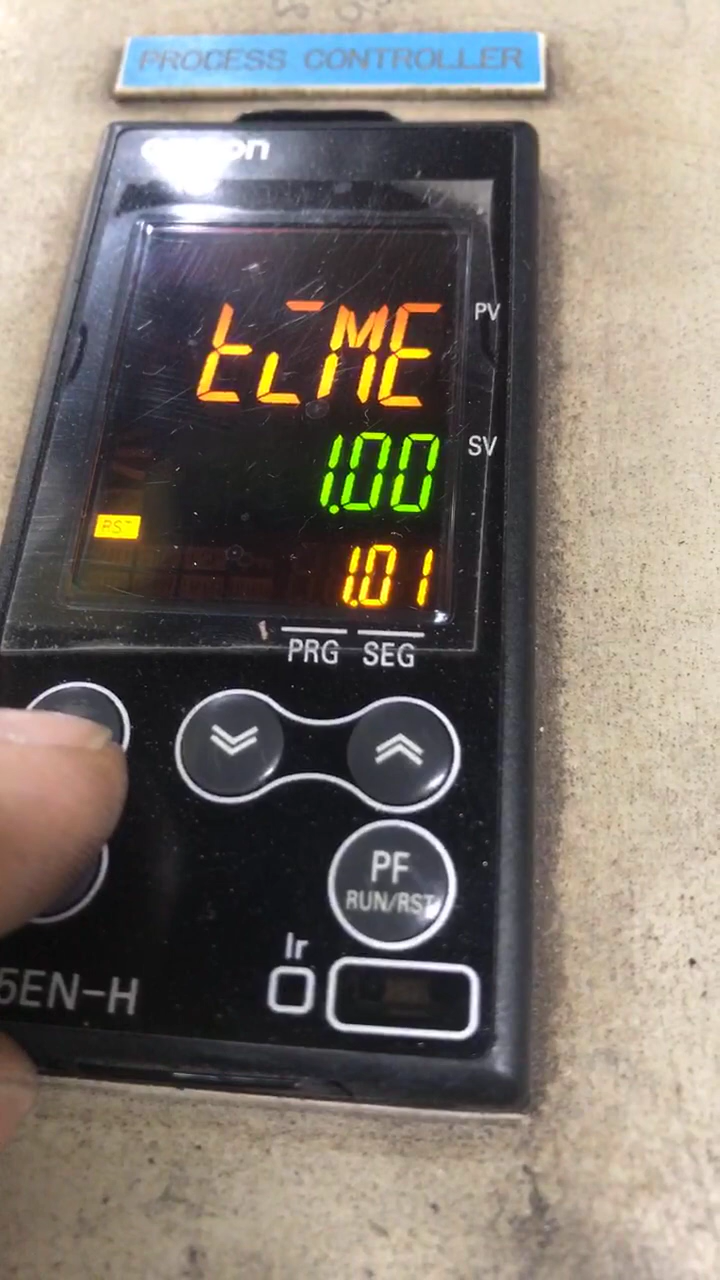 PROCESS CONTROLLER
omron
tiME
PV
1.00
SV
RST
1.01
PRG SEG
PF
RUN/RST
Ir
5EN-H